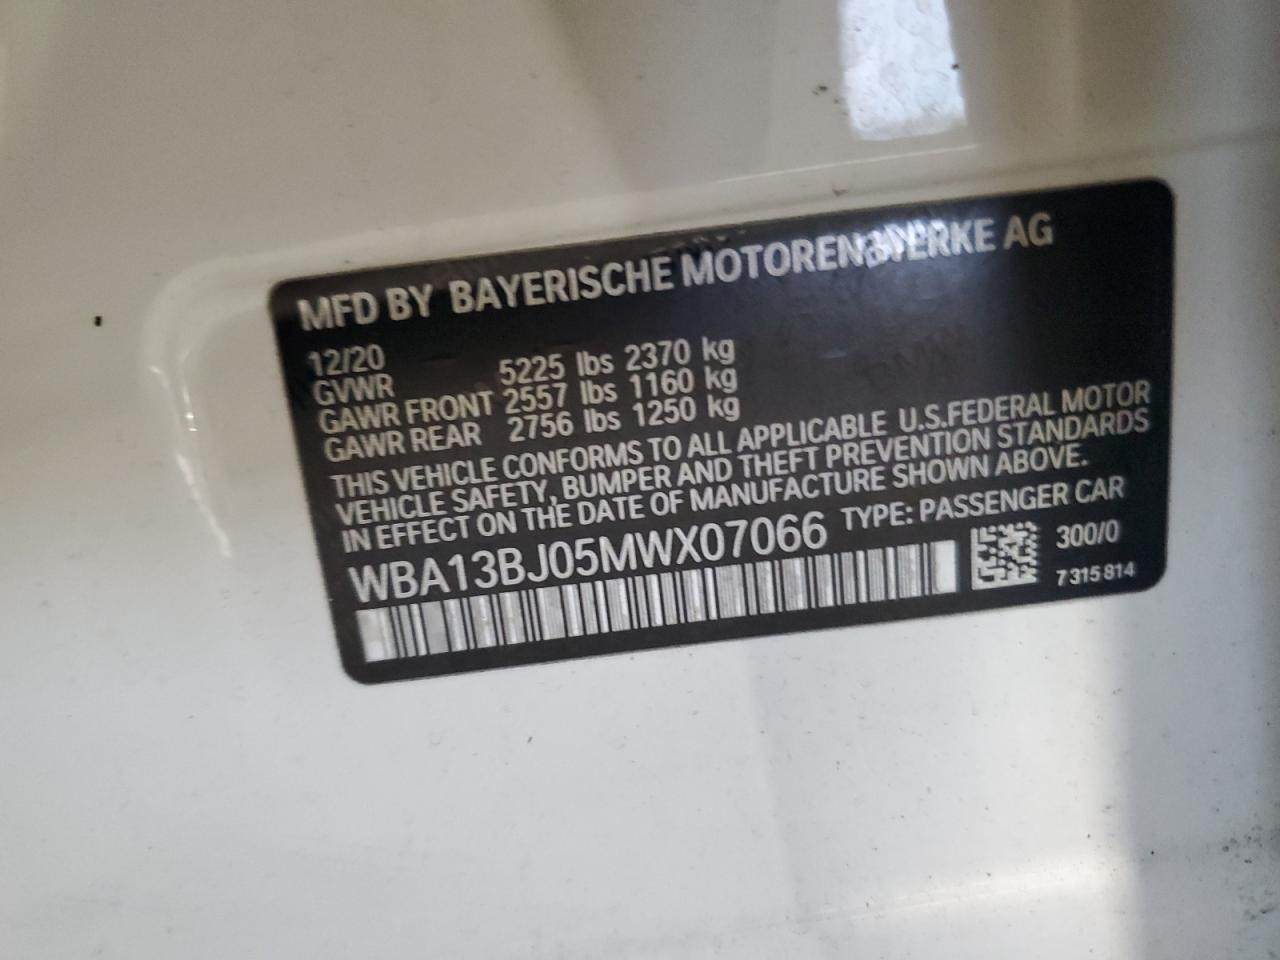 MFD BY BAYERISCHE MOTORENWERKE AG
12/20
GVWR 5225 lbs 2370 kg
GAWR FRONT 2557 lbs 1160 kg
GAWR REAR 2756 lbs 1250 kg
THIS VEHICLE CONFORMS TO ALL APPLICABLE U.S.FEDERAL MOTOR
VEHICLE SAFETY, BUMPER AND THEFT PREVENTION STANDARDS
IN EFFECT ON THE DATE OF MANUFACTURE SHOWN ABOVE.
WBA13BJ05MWX07066 TYPE: PASSENGER CAR
300/0
7 315 814